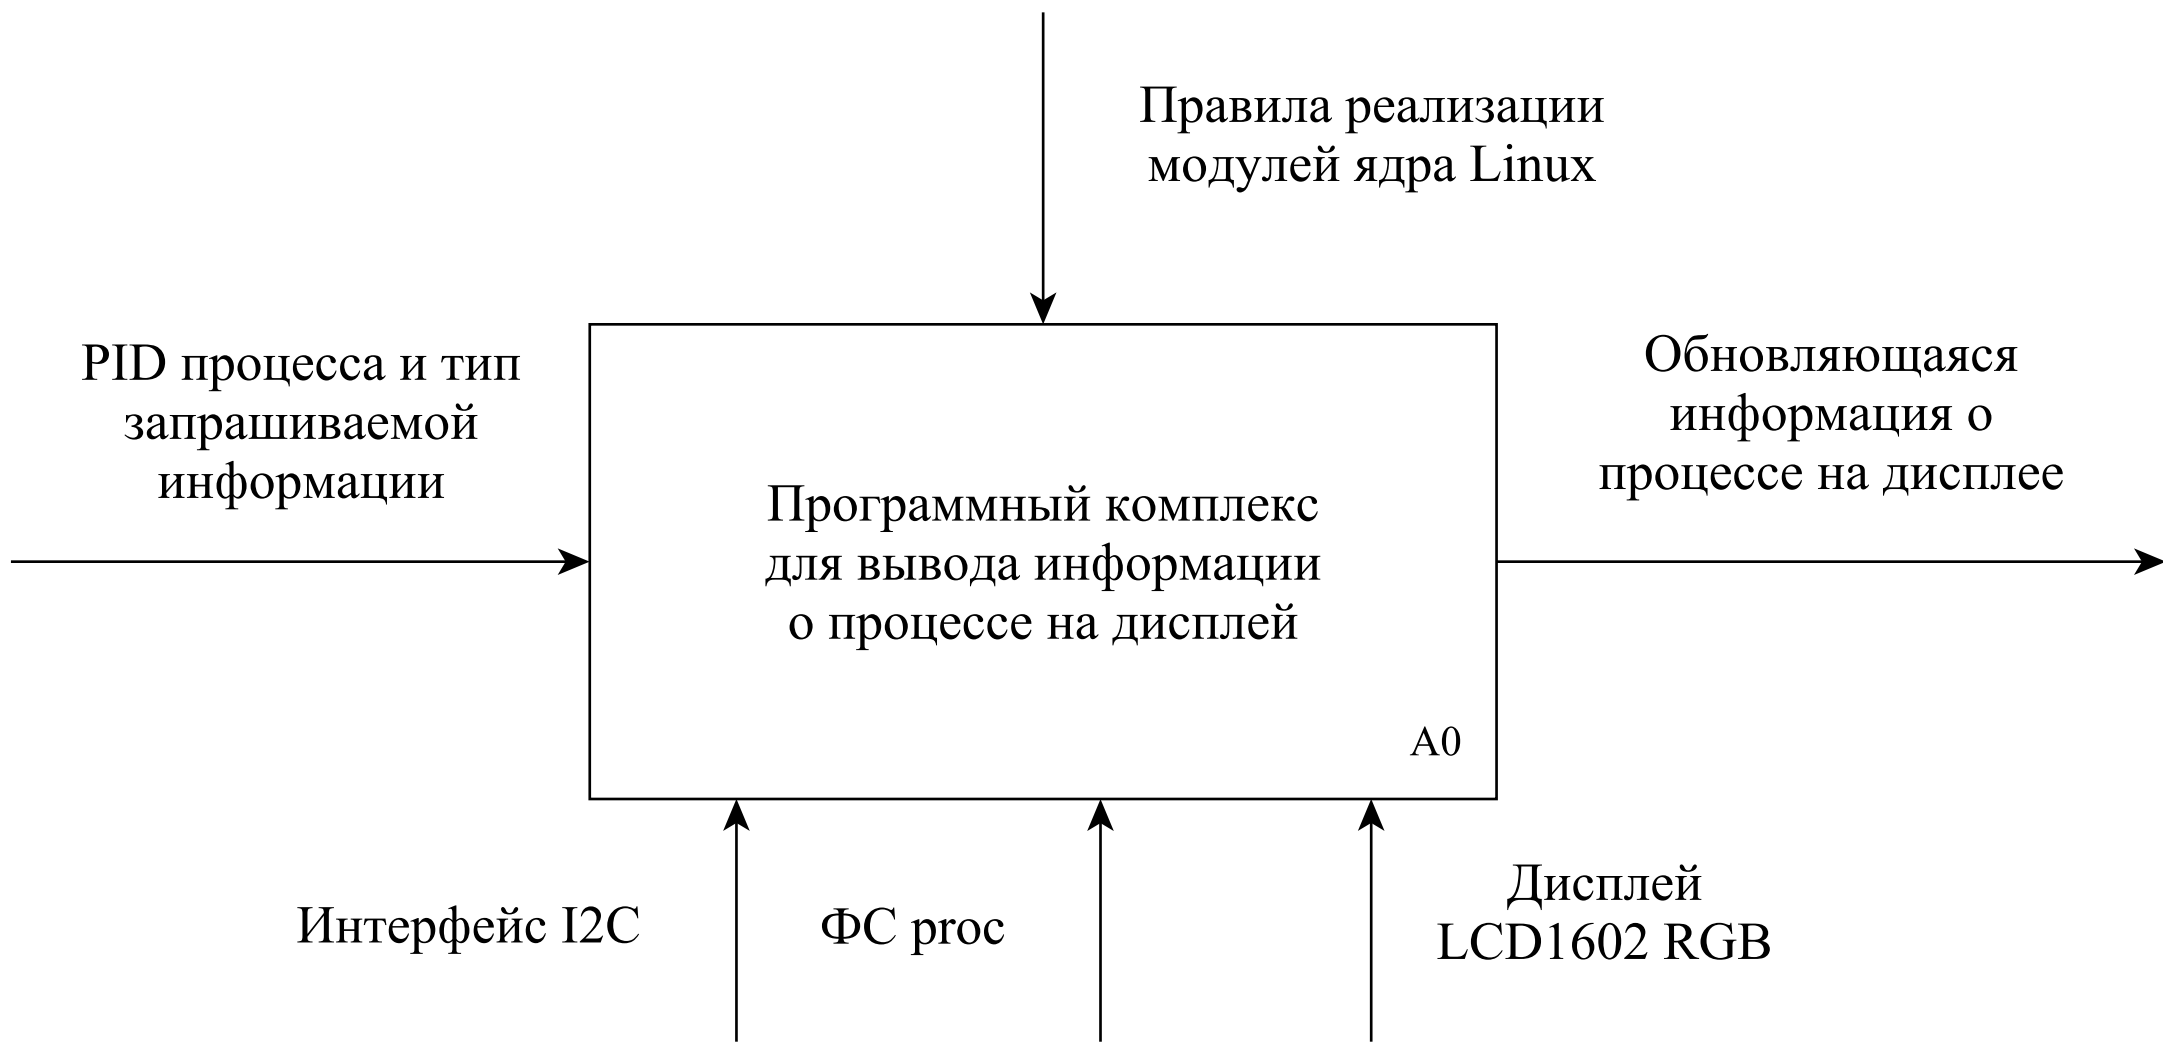 Правила реализации
модулей ядра Linux
PID процесса и тип
запрашиваемой
информации
Обновляющаяся
информация о
процессе на дисплее
Программный комплекс
для вывода информации
о процессе на дисплей
A0
Интерфейс I2C
ФС proc
Дисплей
LCD1602 RGB